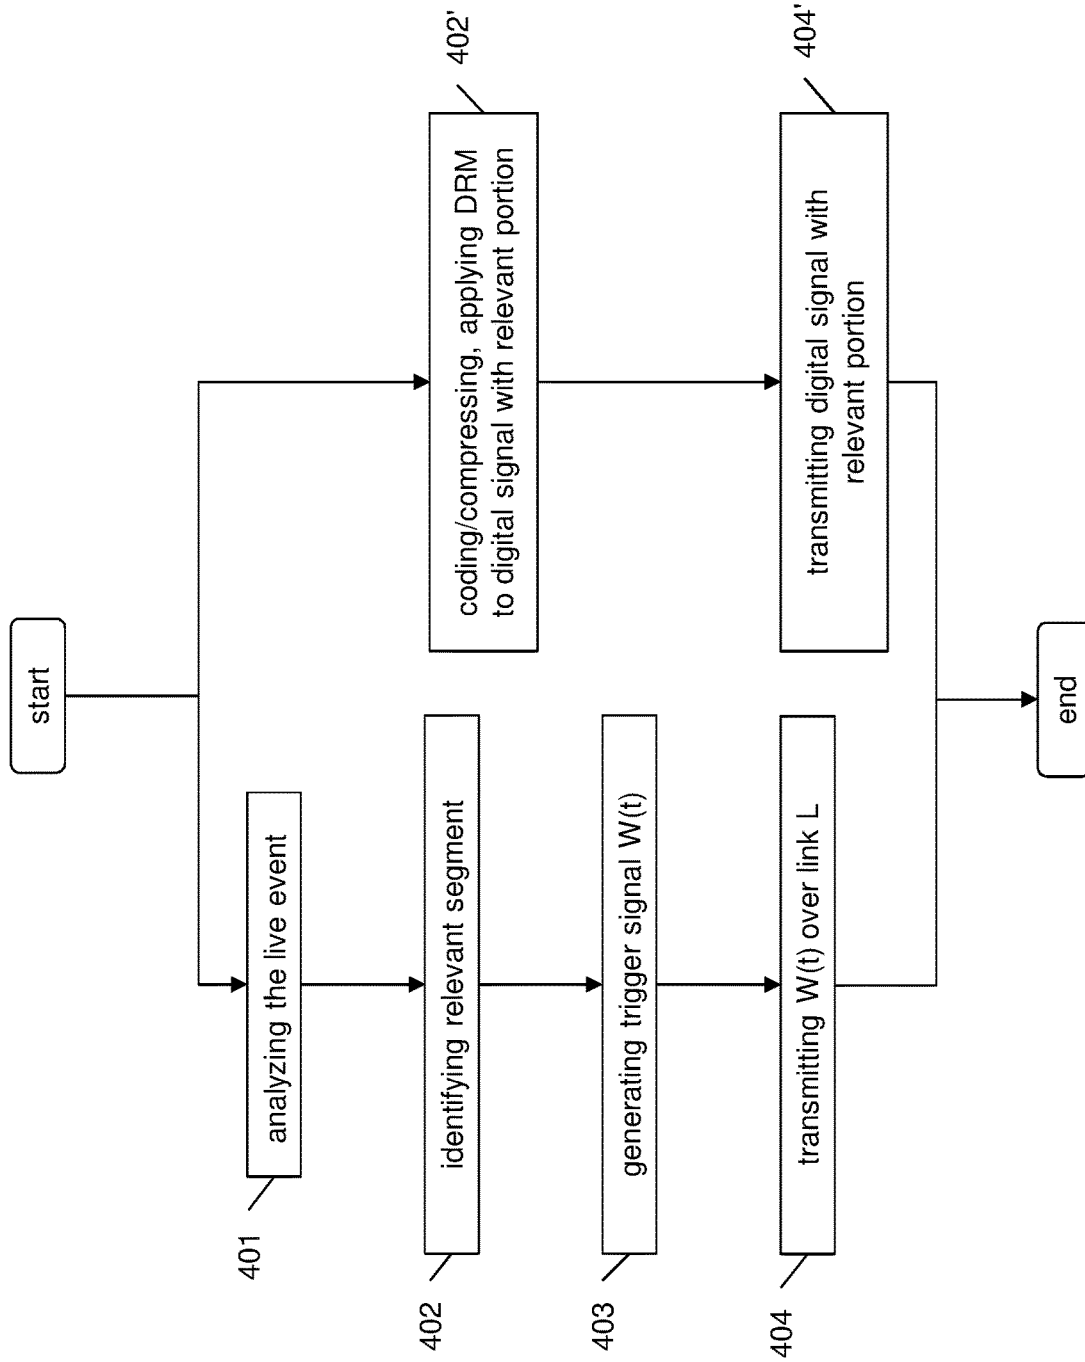 start
401
analyzing the live event
402
identifying relevant segment
403
generating trigger signal W(t)
404
transmitting W(t) over link L
402'
coding/compressing, applying DRM
to digital signal with relevant portion
404'
transmitting digital signal with
relevant portion
end